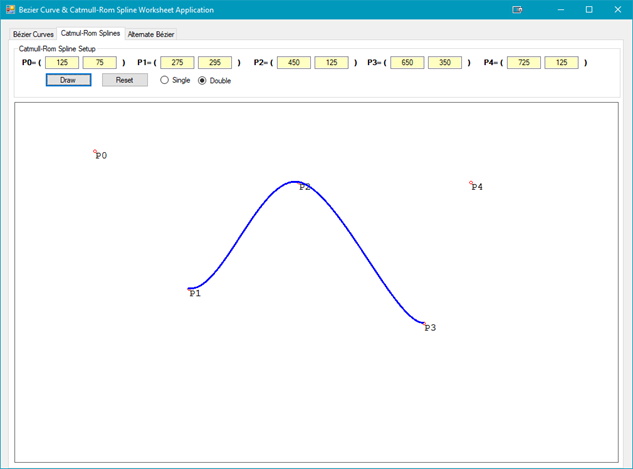 Bezier Curve & Catmull-Rom Spline Worksheet Application
Bézier Curves Catmul-Rom Splines Alternate Bézier
Catmull-Rom Spline Setup
P0= ( 125 75 ) P1= ( 275 295 ) P2= ( 450 125 ) P3= ( 650 350 ) P4= ( 725 125 )
Draw Reset Single Double
P0
P2
P4
P1
P3